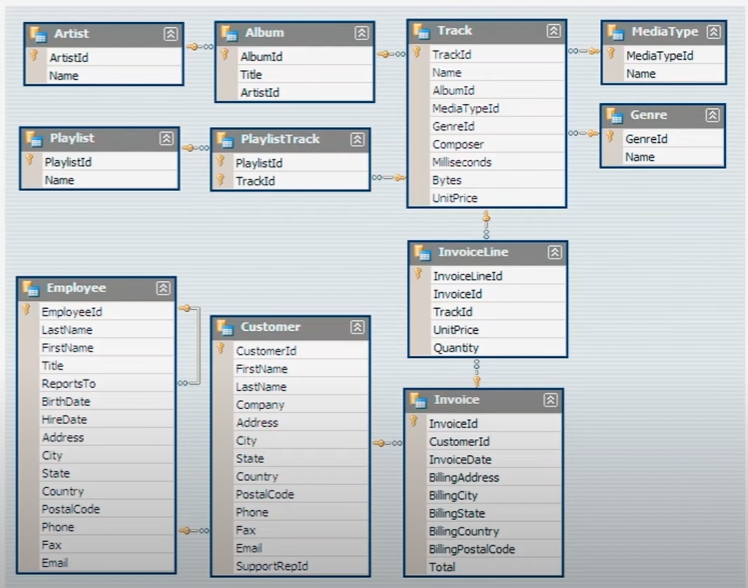 Artist
ArtistId
Name
Album
AlbumId
Title
ArtistId
Track
TrackId
Name
AlbumId
MediaTypeId
GenreId
Composer
Milliseconds
Bytes
UnitPrice
MediaType
MediaTypeId
Name
Genre
GenreId
Name
Playlist
PlaylistId
Name
PlaylistTrack
PlaylistId
TrackId
InvoiceLine
InvoiceLineId
InvoiceId
TrackId
UnitPrice
Quantity
Employee
EmployeeId
LastName
FirstName
Title
ReportsTo
BirthDate
HireDate
Address
City
State
Country
PostalCode
Phone
Fax
Email
Customer
CustomerId
FirstName
LastName
Company
Address
City
State
Country
PostalCode
Phone
Fax
Email
SupportRepId
Invoice
InvoiceId
CustomerId
InvoiceDate
BillingAddress
BillingCity
BillingState
BillingCountry
BillingPostalCode
Total